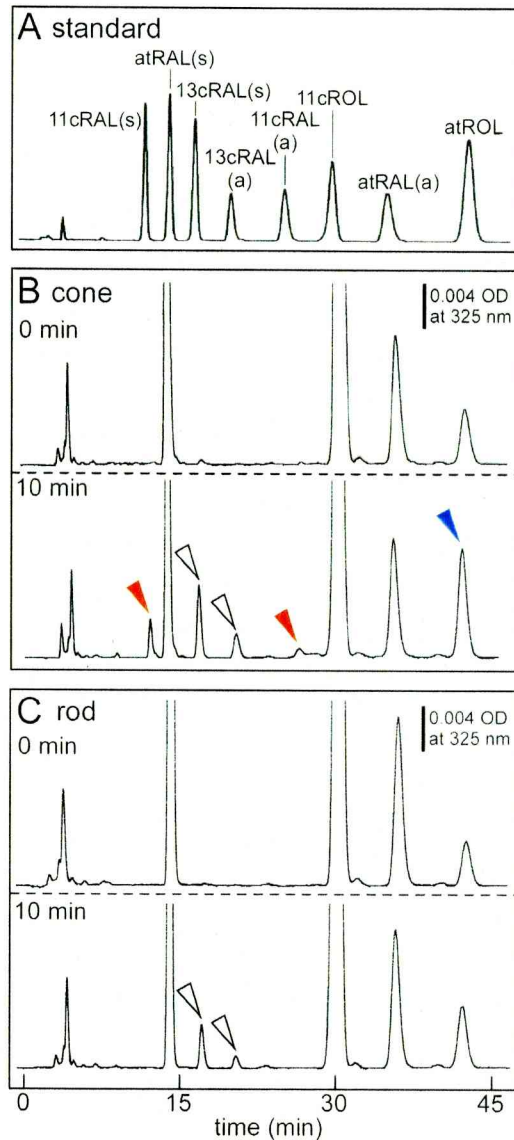 A standard
atRAL(s)
13cRAL(s)
11cROL
11cRAL(s)
11cRAL
(a)
13cRAL
(a)
atRAL(a)
atROL
B cone
0 min
0.004 OD
at 325 nm
10 min
C rod
0 min
0.004 OD
at 325 nm
10 min
0 15 30 45
time (min)